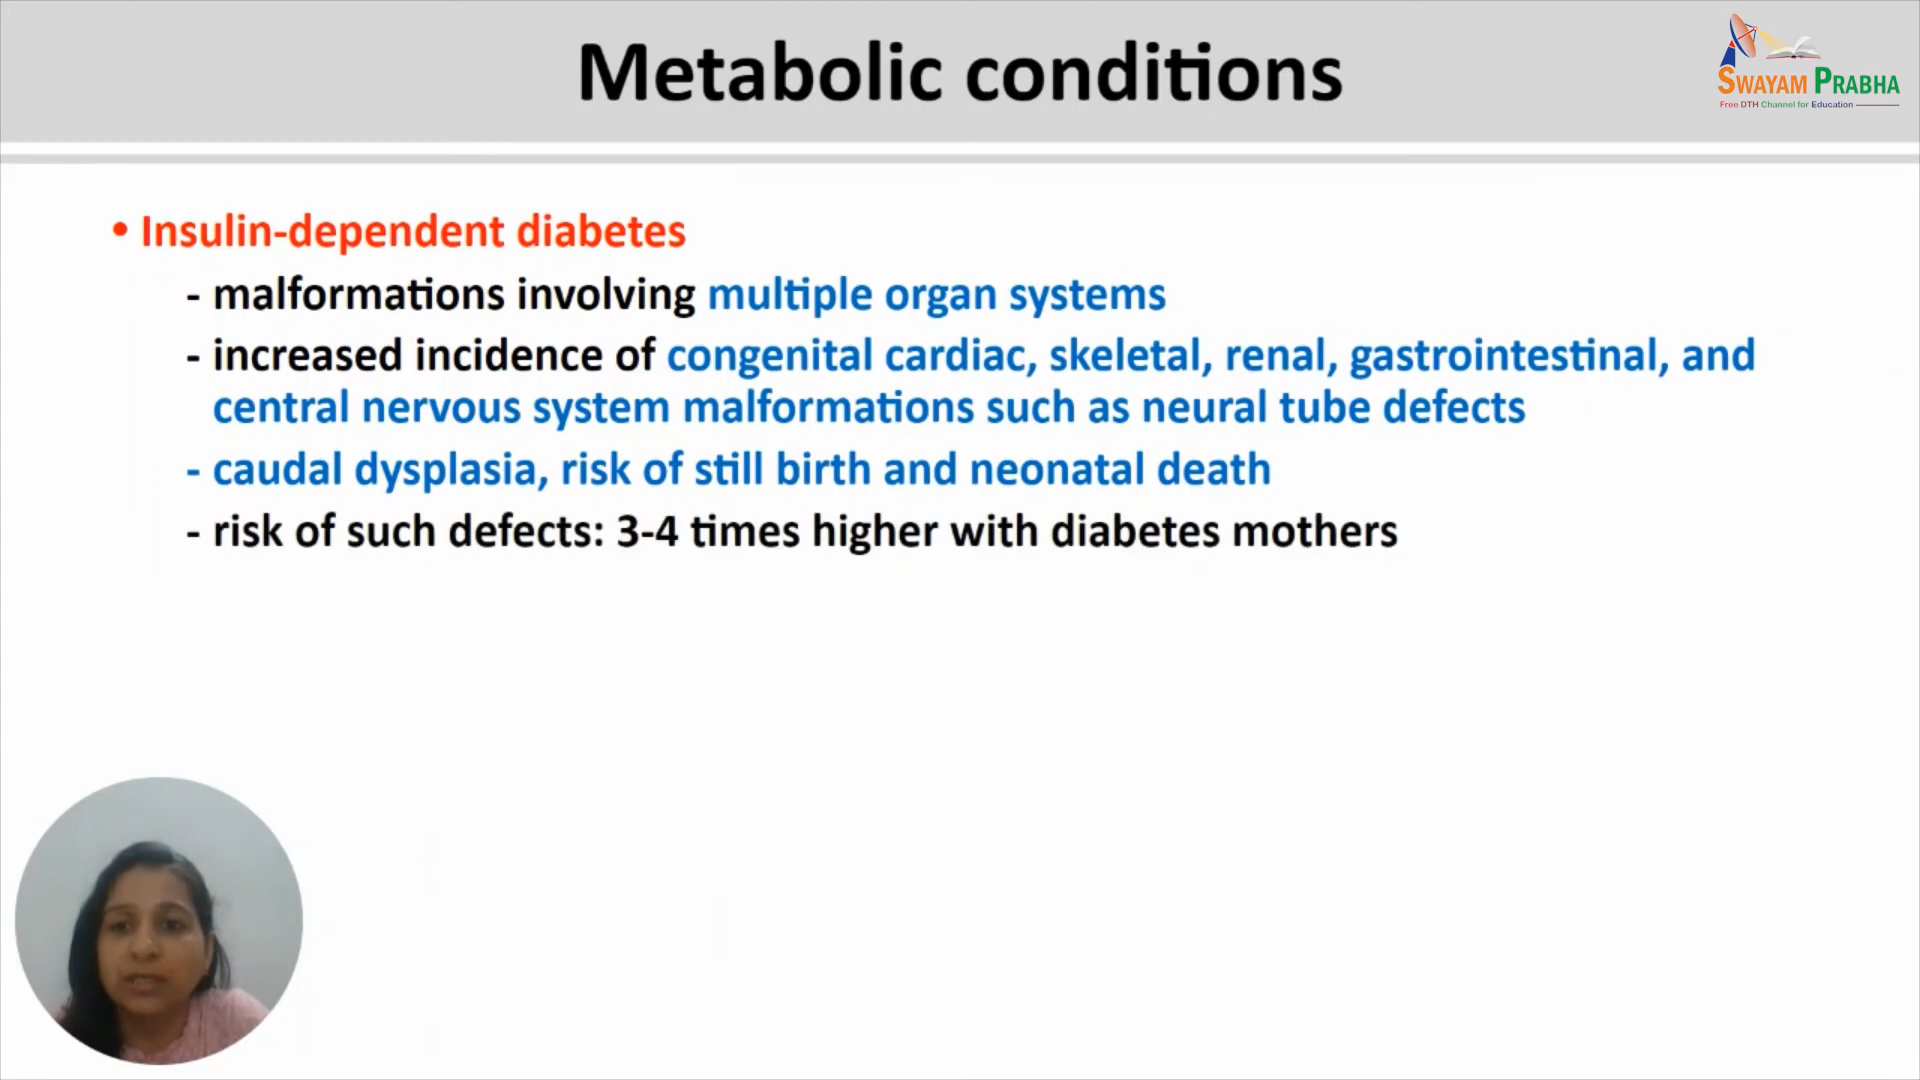 Metabolic conditions
SWAYAM PRABHA
Free DTH Channel for Education
• Insulin-dependent diabetes
- malformations involving multiple organ systems
- increased incidence of congenital cardiac, skeletal, renal, gastrointestinal, and
central nervous system malformations such as neural tube defects
- caudal dysplasia, risk of still birth and neonatal death
- risk of such defects: 3-4 times higher with diabetes mothers